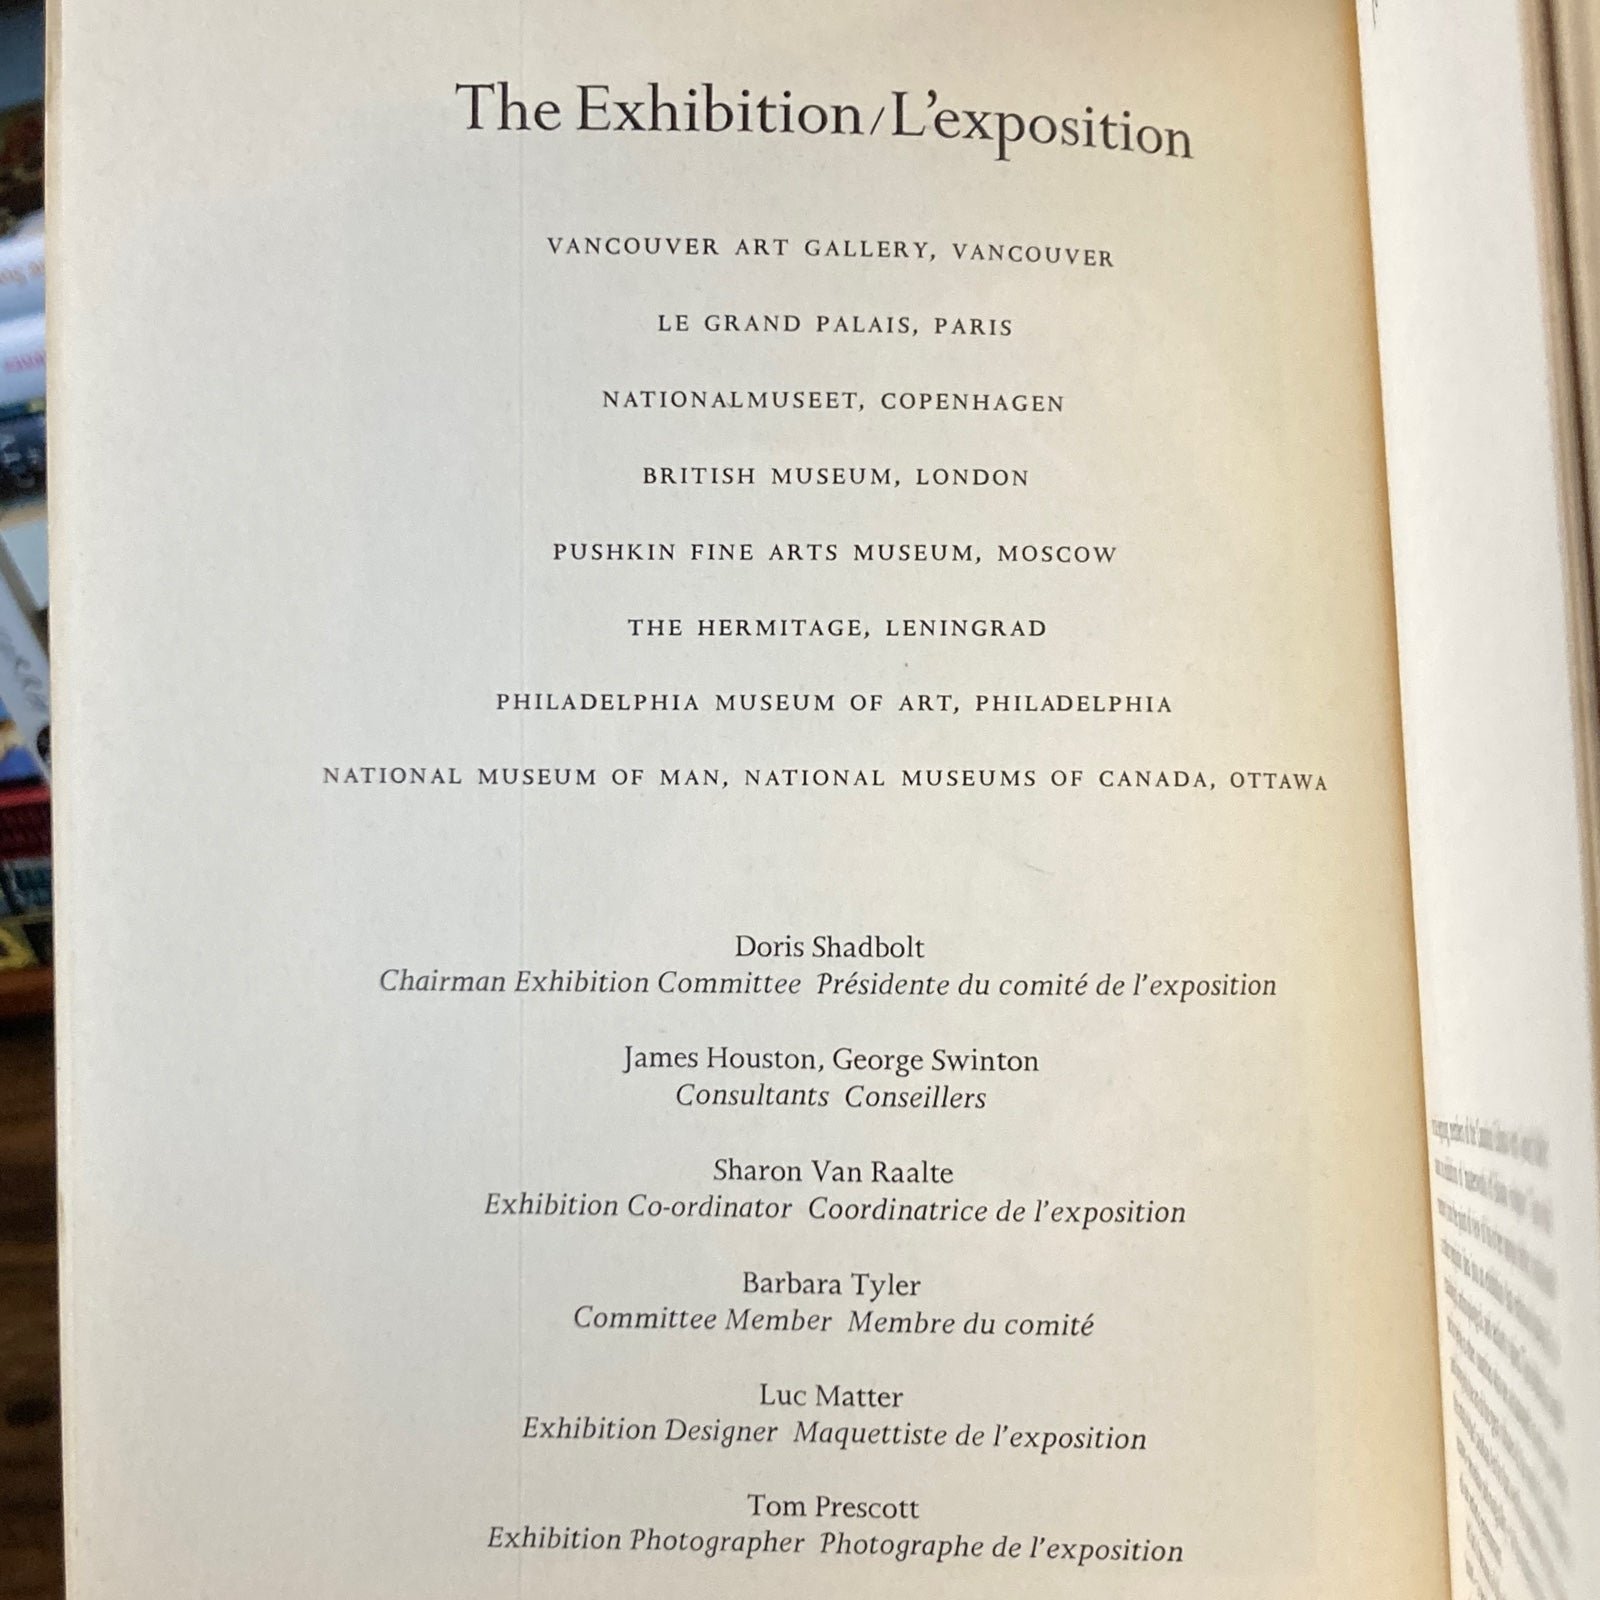 The Exhibition/L'exposition
VANCOUVER ART GALLERY, VANCOUVER
LE GRAND PALAIS, PARIS
NATIONALMUSEET, COPENHAGEN
BRITISH MUSEUM, LONDON
PUSHKIN FINE ARTS MUSEUM, MOSCOW
THE HERMITAGE, LENINGRAD
PHILADELPHIA MUSEUM OF ART, PHILADELPHIA
NATIONAL MUSEUM OF MAN, NATIONAL MUSEUMS OF CANADA, OTTAWA
Doris Shadbolt
Chairman Exhibition Committee Présidente du comité de l'exposition
James Houston, George Swinton
Consultants Conseillers
Sharon Van Raalte
Exhibition Co-ordinator Coordinatrice de l'exposition
Barbara Tyler
Committee Member Membre du comité
Luc Matter
Exhibition Designer Maquettiste de l'exposition
Tom Prescott
Exhibition Photographer Photographe de l'exposition